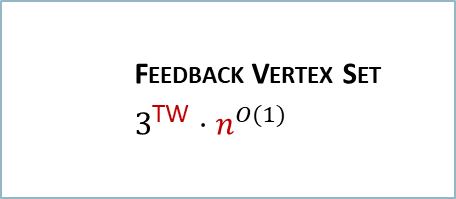 FEEDBACK VERTEX SET
3^TW · n^O(1)